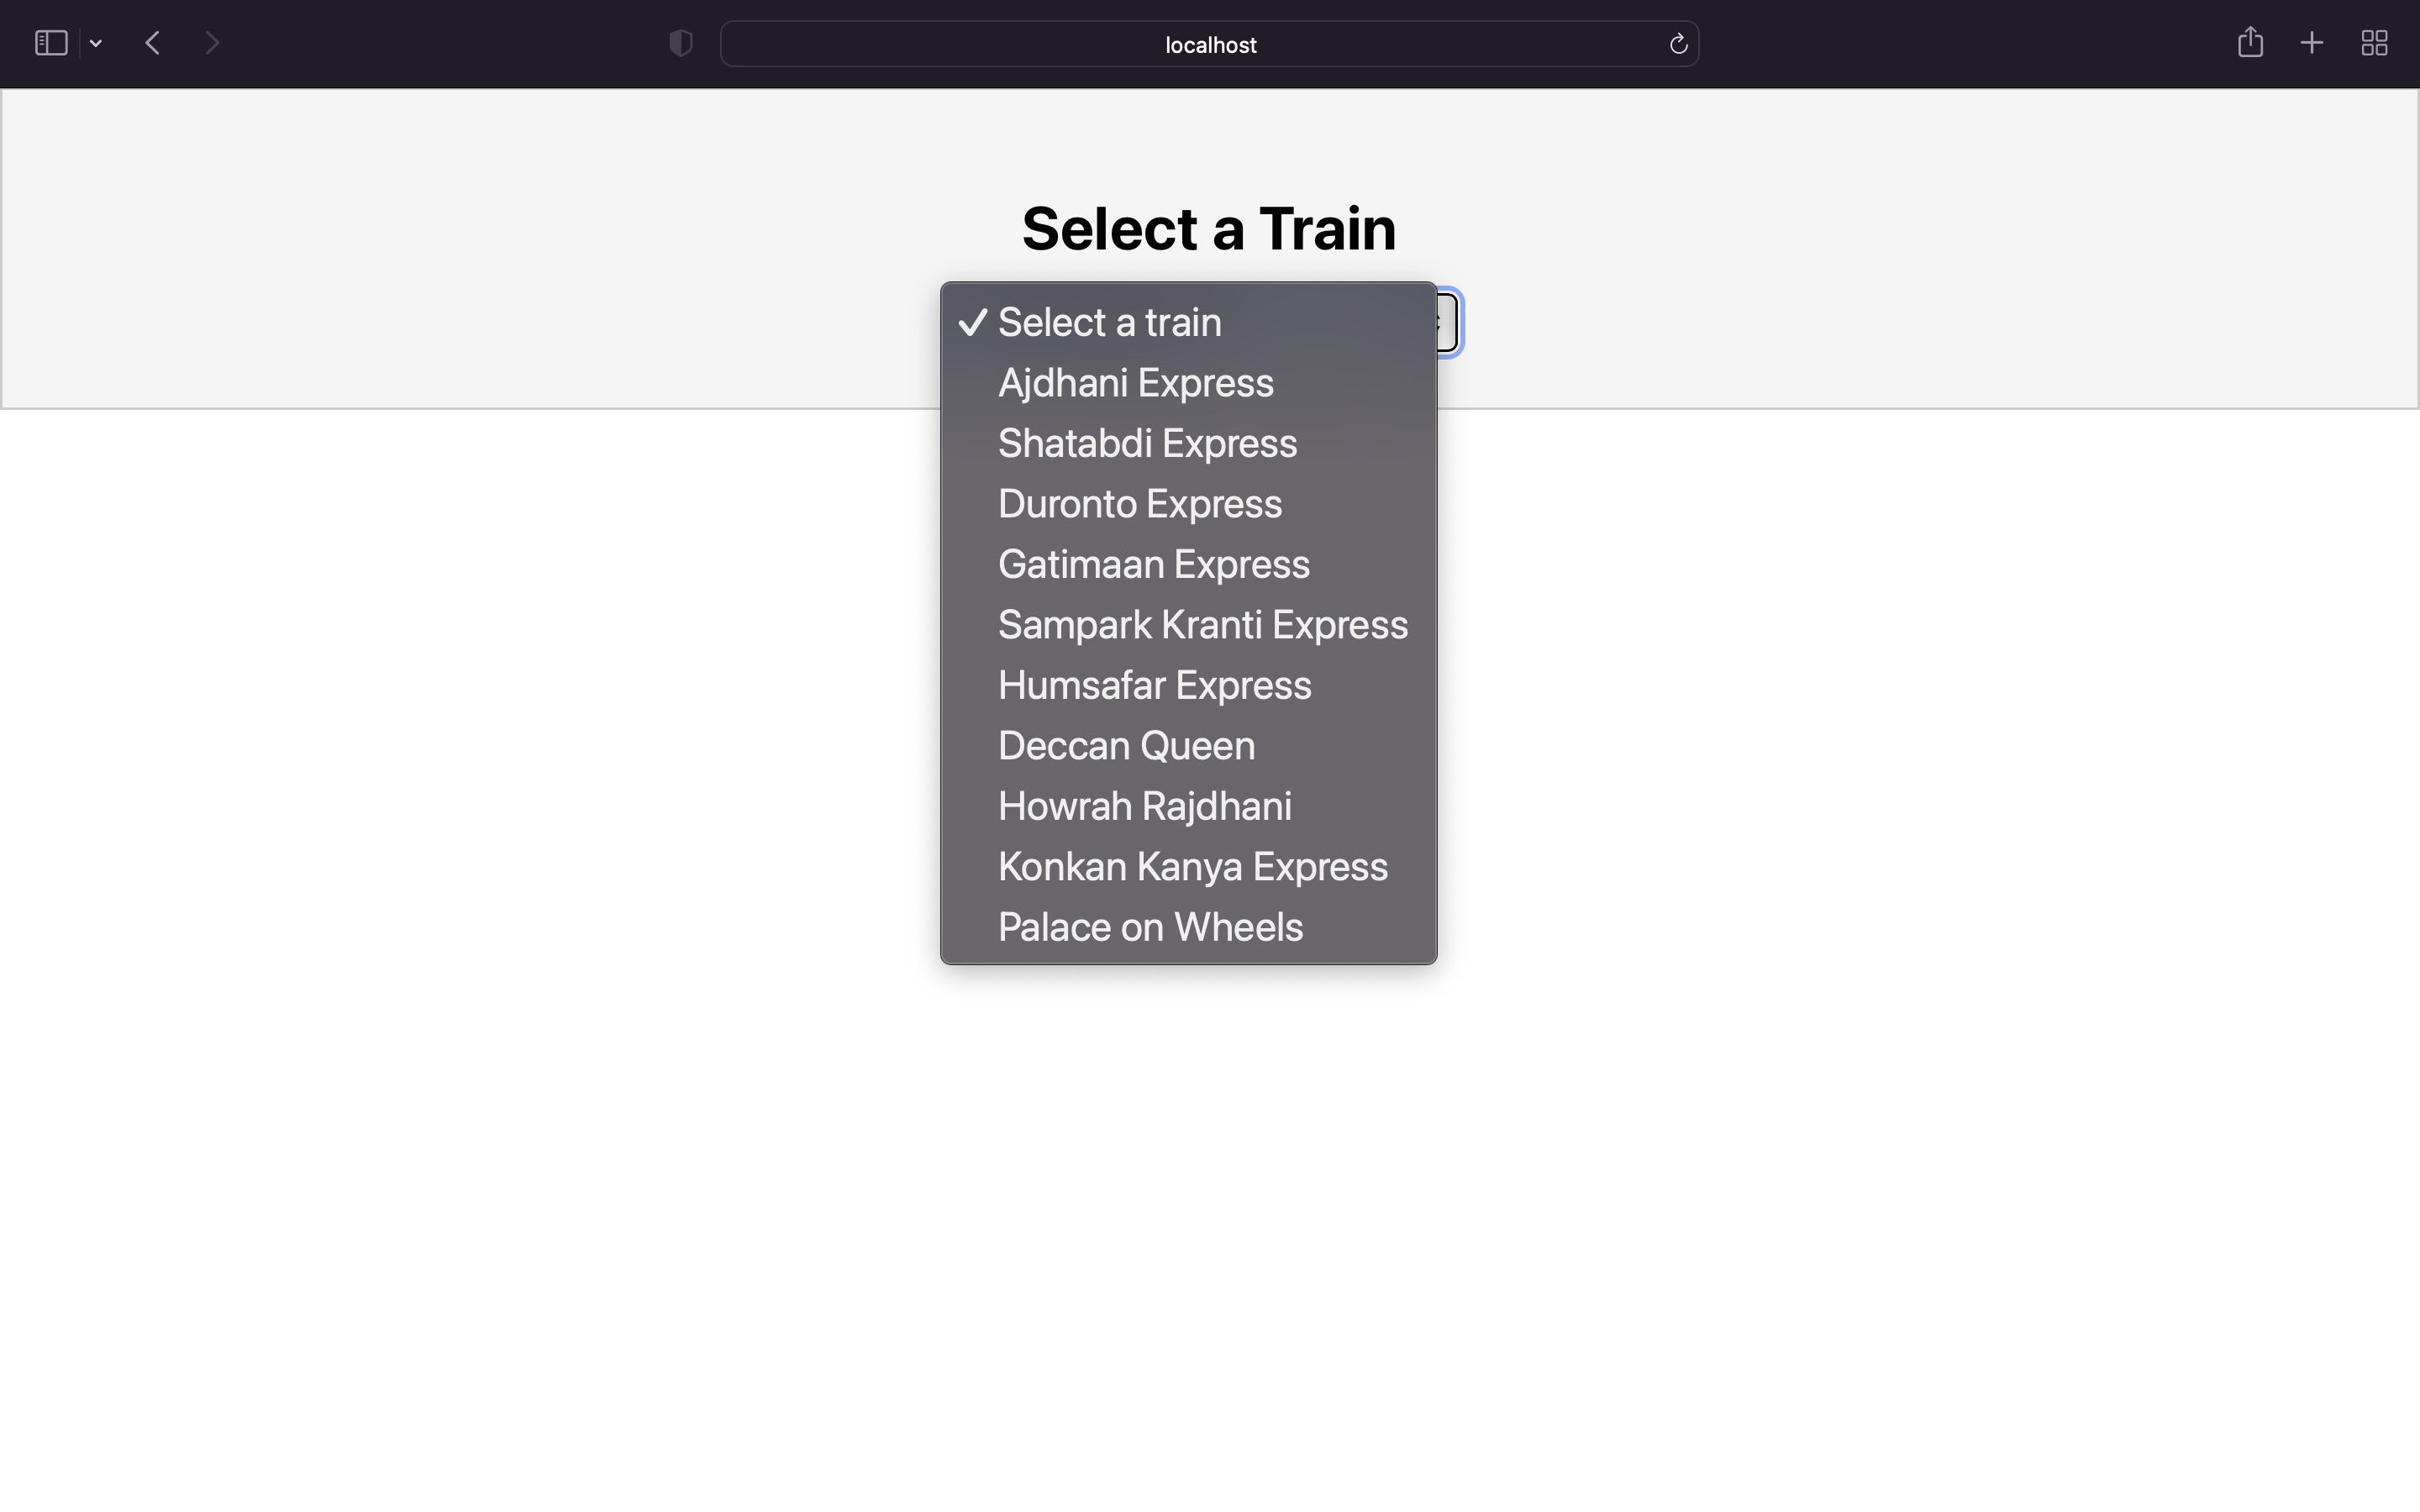 localhost
Select a Train
Select a train
Ajdhani Express
Shatabdi Express
Duronto Express
Gatimaan Express
Sampark Kranti Express
Humsafar Express
Deccan Queen
Howrah Rajdhani
Konkan Kanya Express
Palace on Wheels